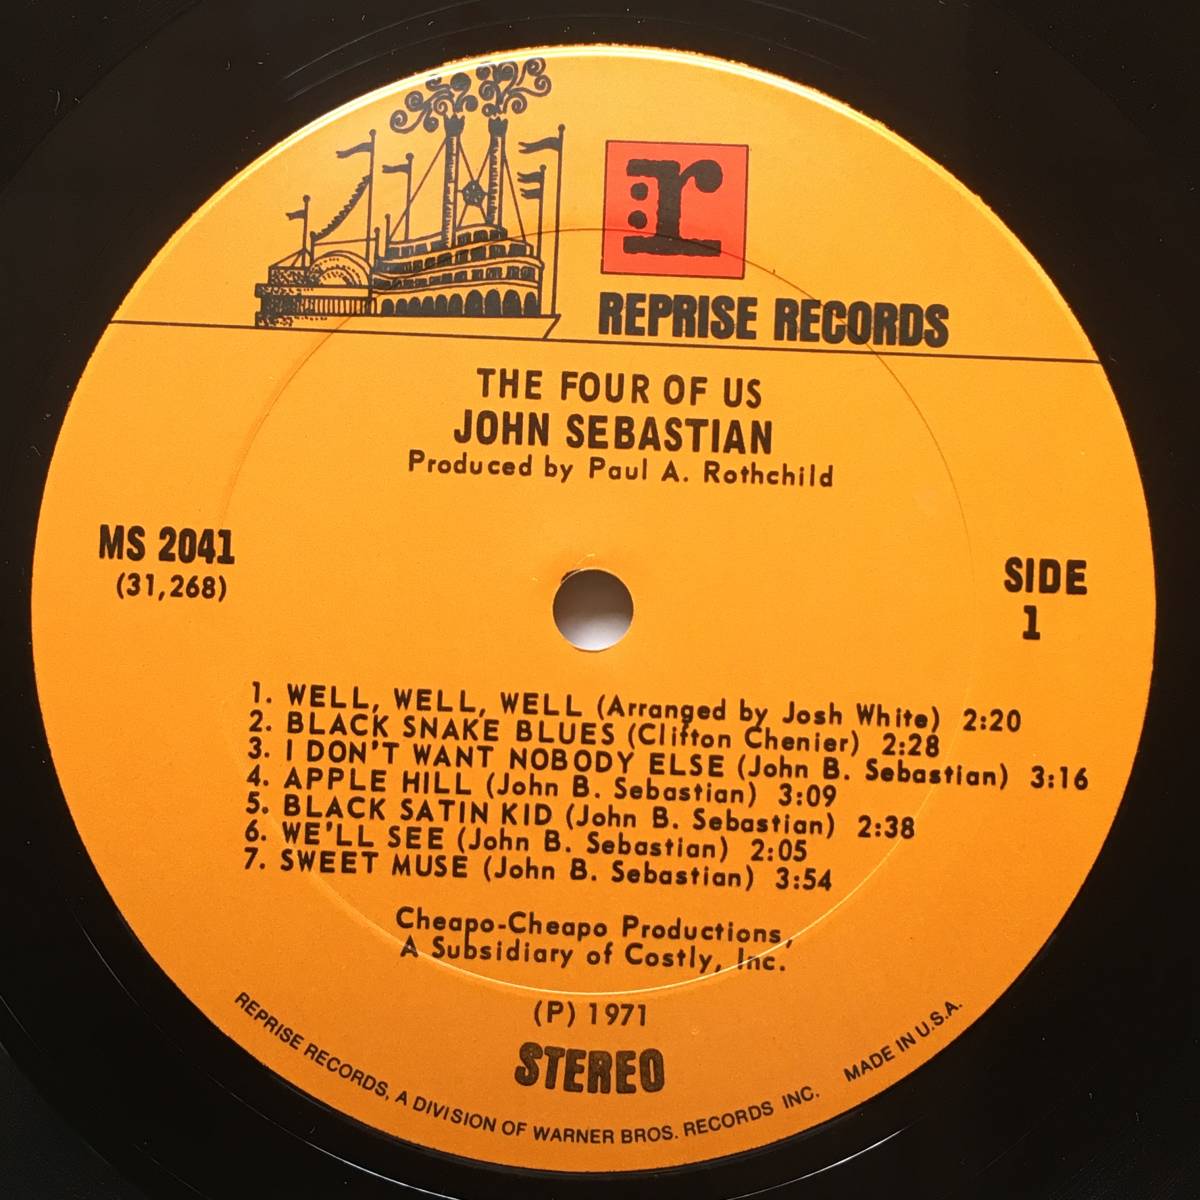 r:
REPRISE RECORDS
THE FOUR OF US
JOHN SEBASTIAN
Produced by Paul A. Rothchild
MS 2041
(31,268)
SIDE
1
1. WELL, WELL, WELL (Arranged by Josh White) 2:20
2. BLACK SNAKE BLUES (Clifton Chenier) 2:28
3. I DON'T WANT NOBODY ELSE (John B. Sebastian) 3:16
4. APPLE HILL (John B. Sebastian) 3:09
5. BLACK SATIN KID (John B. Sebastian) 2:38
6. WE'LL SEE (John B. Sebastian) 2:05
7. SWEET MUSE (John B. Sebastian) 3:54
Cheapo-Cheapo Productions,
A Subsidiary of Costly, Inc.
(P) 1971
STEREO
REPRISE RECORDS, A DIVISION OF WARNER BROS. RECORDS INC. MADE IN U.S.A.